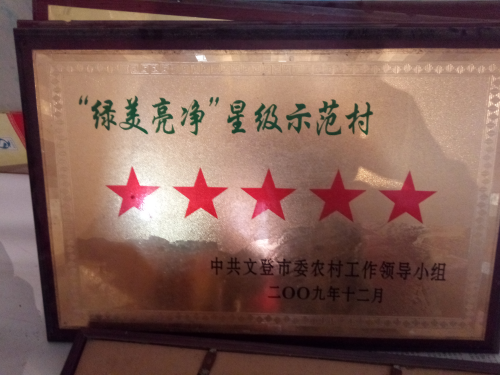 “绿美亮净”星级示范村
中共文登市委农村工作领导小组
二〇〇九年十二月